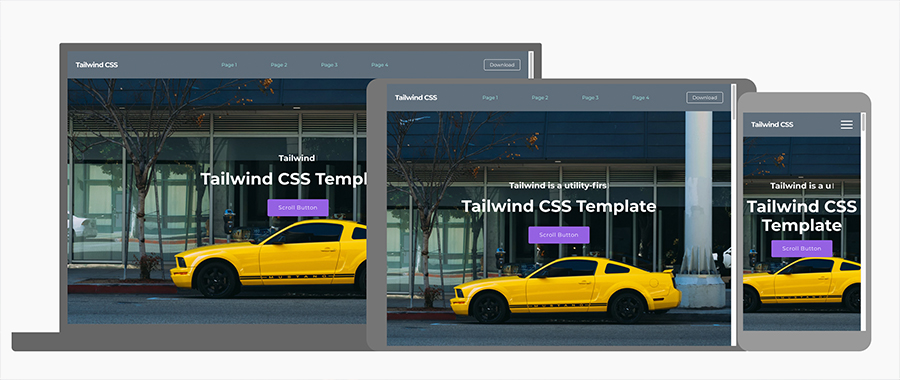 Tailwind CSS
Page 1 Page 2 Page 3 Page 4
Download
Tailwind
Tailwind CSS Templ
Scroll Button
MUSTANG
Tailwind CSS
Page 1 Page 2 Page 3 Page 4
Download
Tailwind is a utility-firs
Tailwind CSS Template
Scroll Button
MUSTANG
Tailwind CSS
Tailwind is a u
Tailwind CSS
Template
Scroll Button